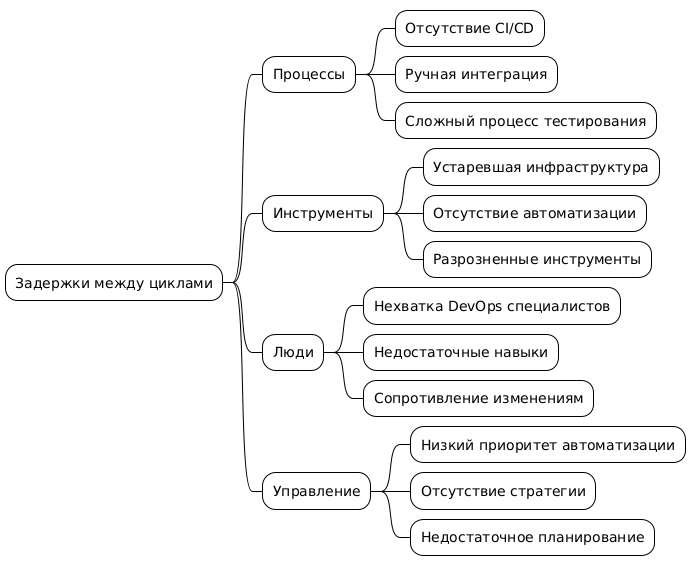 Задержки между циклами
Процессы
Отсутствие CI/CD
Ручная интеграция
Сложный процесс тестирования
Инструменты
Устаревшая инфраструктура
Отсутствие автоматизации
Разрозненные инструменты
Люди
Нехватка DevOps специалистов
Недостаточные навыки
Сопротивление изменениям
Управление
Низкий приоритет автоматизации
Отсутствие стратегии
Недостаточное планирование